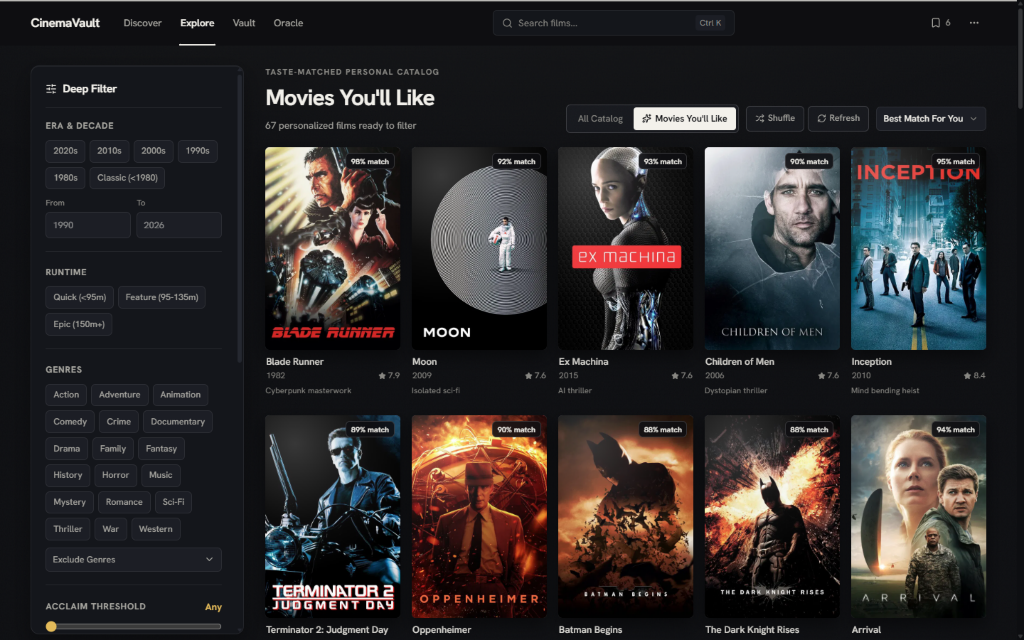 CinemaVault Discover Explore Vault Oracle Search films... Ctrl K 6
Deep Filter
ERA & DECADE
2020s 2010s 2000s 1990s
1980s Classic (<1980)
From To
1990 2026
RUNTIME
Quick (<95m) Feature (95-135m)
Epic (150m+)
GENRES
Action Adventure Animation
Comedy Crime Documentary
Drama Family Fantasy
History Horror Music
Mystery Romance Sci-Fi
Thriller War Western
Exclude Genres
ACCLAIM THRESHOLD Any
TASTE-MATCHED PERSONAL CATALOG
Movies You'll Like
67 personalized films ready to filter
All Catalog Movies You'll Like Shuffle Refresh Best Match For You
98% match 92% match 93% match 90% match 95% match
BLADE RUNNER
MOON
ex machina
CHILDREN OF MEN
INCEPTION
Blade Runner Moon Ex Machina Children of Men Inception
1982 7.9 2009 7.6 2015 7.6 2006 7.6 2010 8.4
Cyberpunk masterwork Isolated sci-fi AI thriller Dystopian thriller Mind bending heist
89% match 90% match 88% match 88% match 94% match
TERMINATOR 2
JUDGMENT DAY
OPPENHEIMER
BATMAN BEGINS
THE DARK KNIGHT RISES
ARRIVAL
Terminator 2: Judgment Day Oppenheimer Batman Begins The Dark Knight Rises Arrival